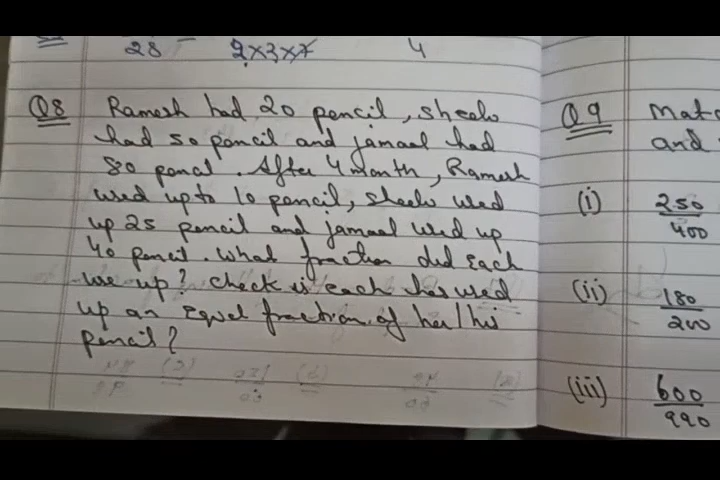 28 = 2×3×7 4
Q8 Ramesh had 20 pencil, sheelu
had 50 pencil and jamaal had
80 pencil. After 4 month, Ramesh
used up to 10 pencil, sheelu used
up 25 pencil and jamaal used up
40 pencil. What fraction did each
use up? Check is each has used
up an equal fraction of her/his
pencil?
Q9
and
(i) 250/400
(ii) 180/200
(iii) 600/990